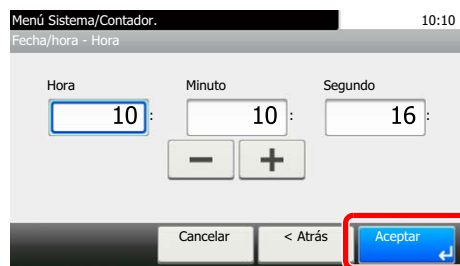 Menú Sistema/Contador. 10:10
Fecha/hora - Hora
Hora Minuto Segundo
10 : 10 : 16 :
Cancelar < Atrás Aceptar